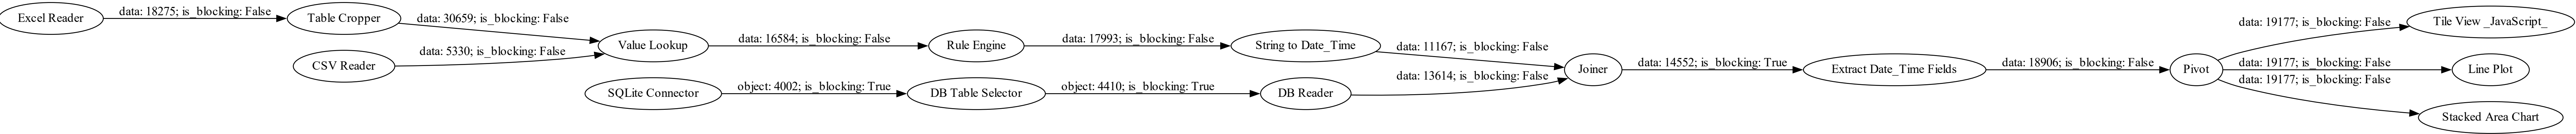 Excel Reader
data: 18275; is_blocking: False
Table Cropper
data: 30659; is_blocking: False
CSV Reader
data: 5330; is_blocking: False
Value Lookup
data: 16584; is_blocking: False
Rule Engine
data: 17993; is_blocking: False
String to Date_Time
data: 11167; is_blocking: False
SQLite Connector
object: 4002; is_blocking: True
DB Table Selector
object: 4410; is_blocking: True
DB Reader
data: 13614; is_blocking: False
Joiner
data: 14552; is_blocking: True
Extract Date_Time Fields
data: 18906; is_blocking: False
Pivot
data: 19177; is_blocking: False
Tile View _JavaScript_
data: 19177; is_blocking: False
Line Plot
data: 19177; is_blocking: False
Stacked Area Chart